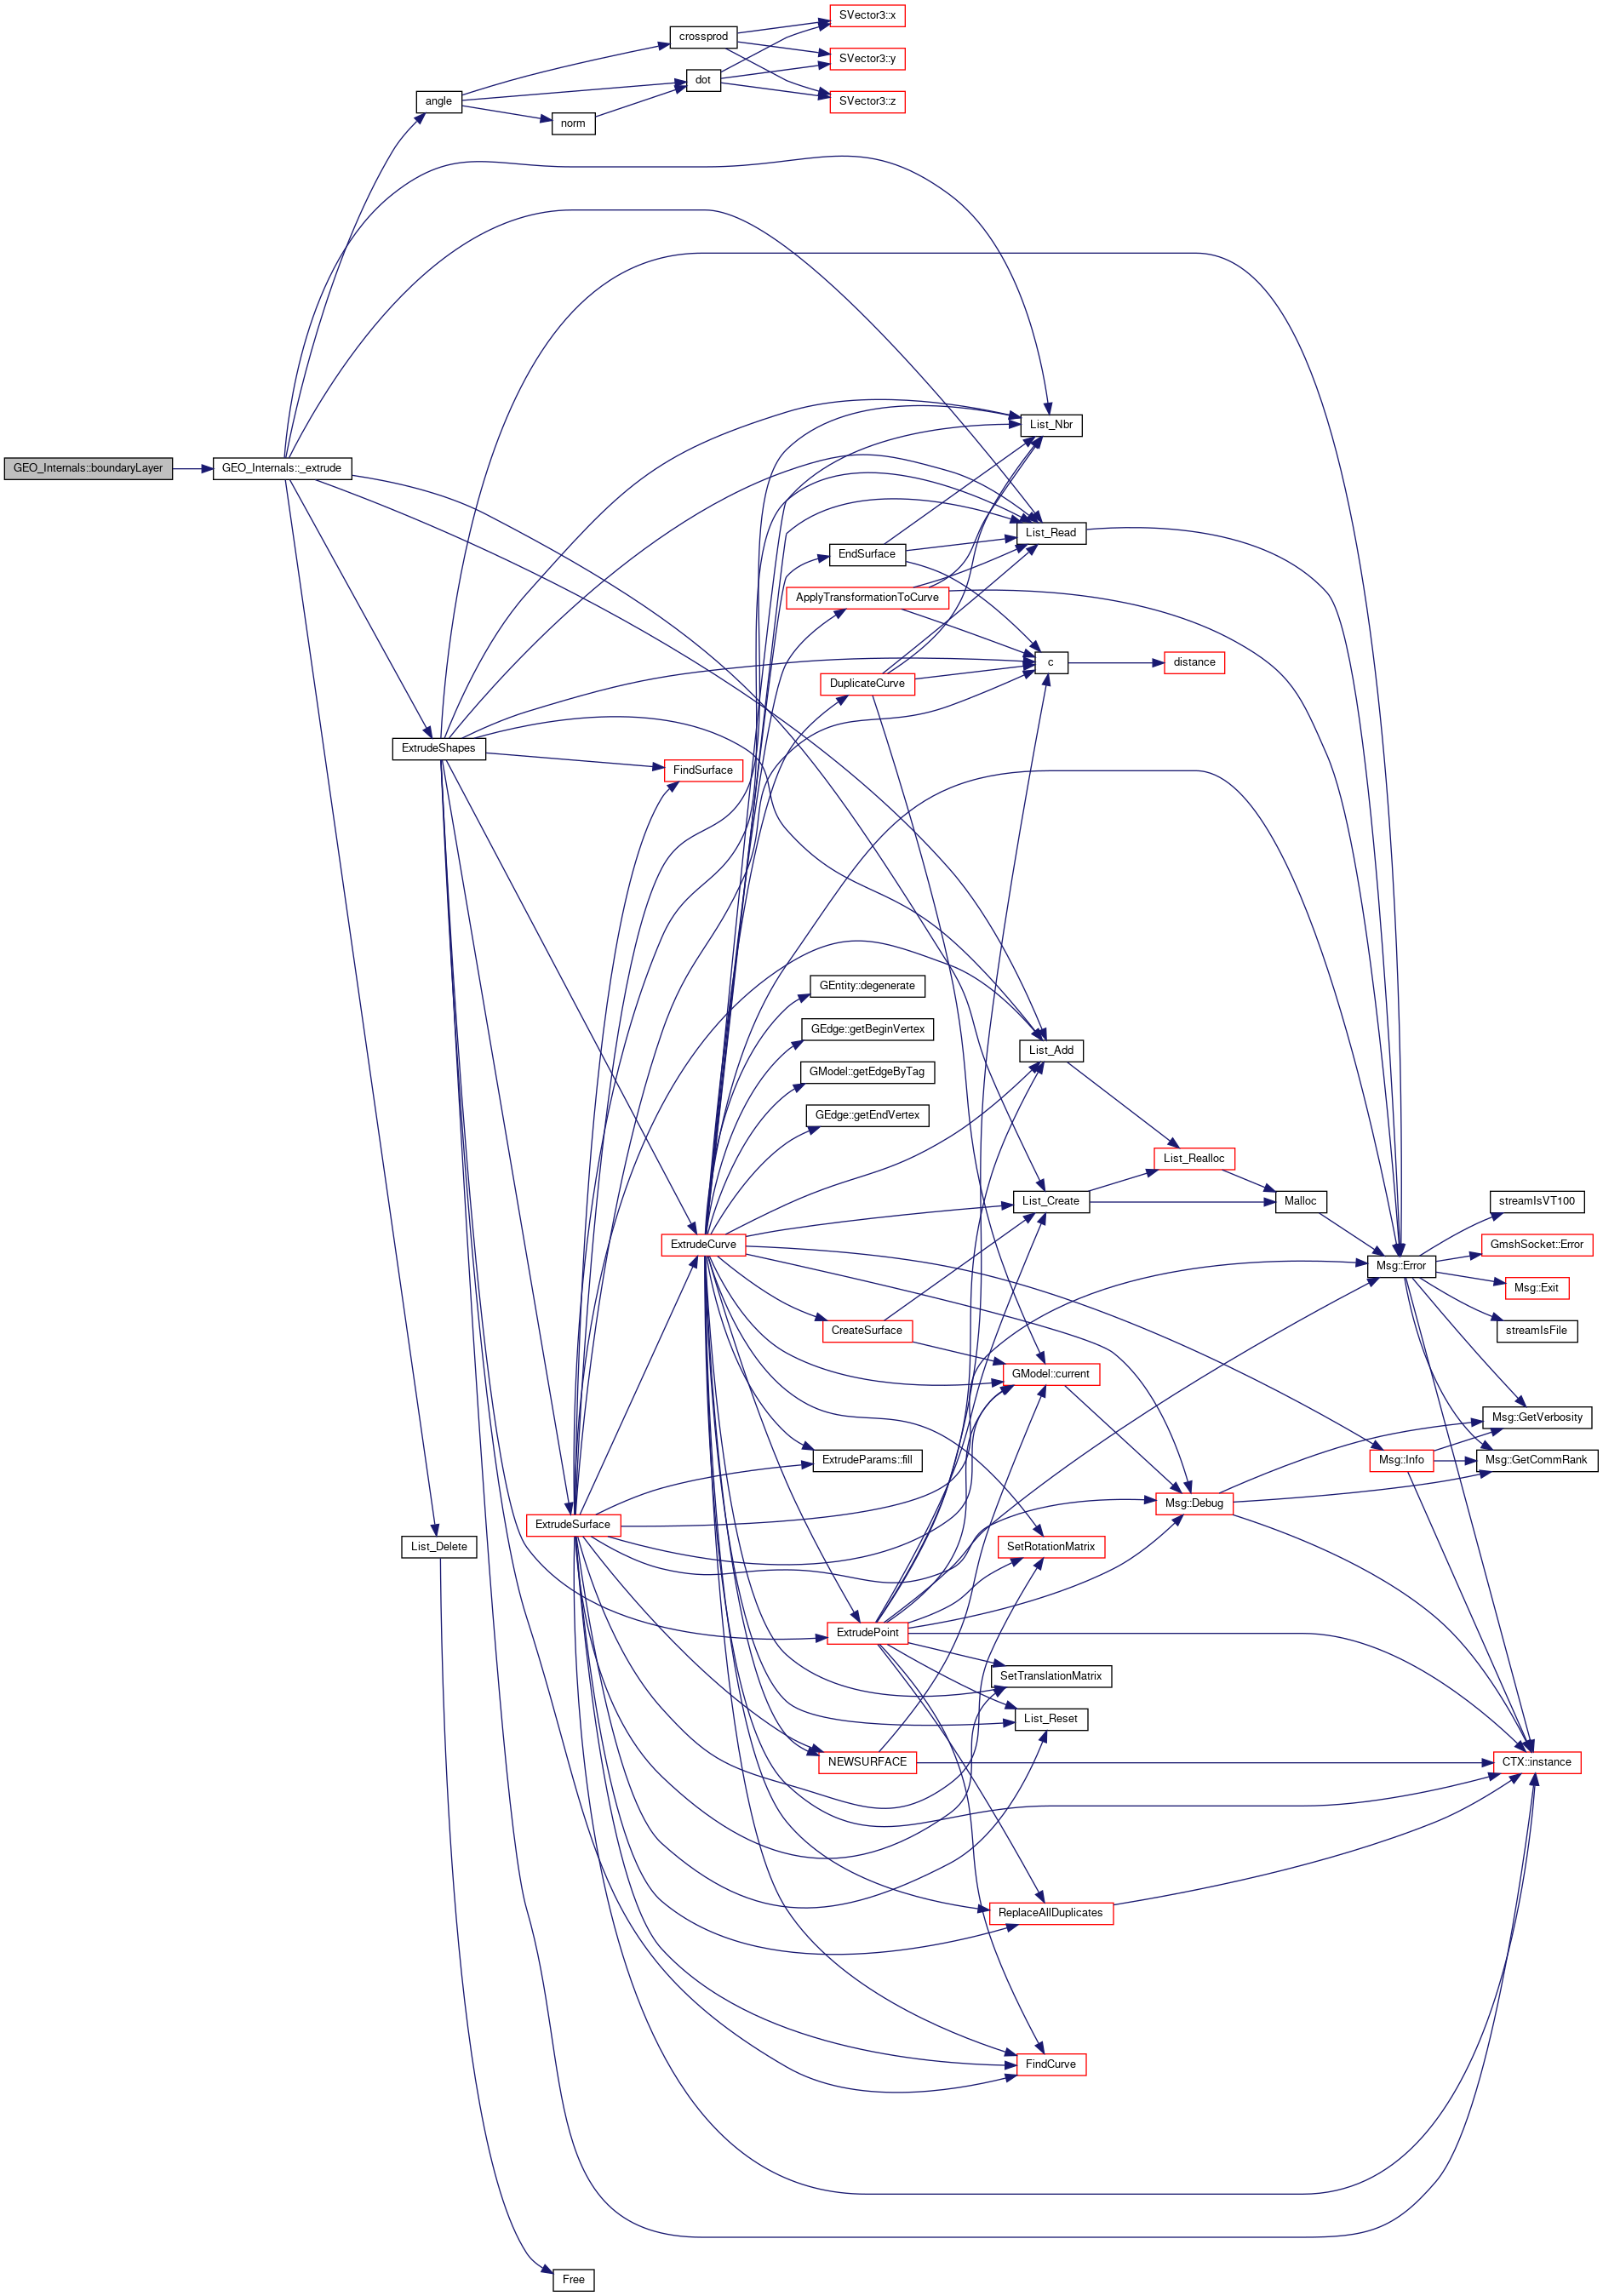 SVector3::x
crossprod
SVector3::y
dot
angle
SVector3::z
norm
List_Nbr
GEO_Internals::boundaryLayer
GEO_Internals::_extrude
List_Read
EndSurface
ApplyTransformationToCurve
c
distance
DuplicateCurve
ExtrudeShapes
FindSurface
GEntity::degenerate
GEdge::getBeginVertex
List_Add
GModel::getEdgeByTag
GEdge::getEndVertex
List_Realloc
List_Create
Malloc
streamIsVT100
ExtrudeCurve
GmshSocket::Error
Msg::Error
Msg::Exit
CreateSurface
streamIsFile
GModel::current
Msg::GetVerbosity
ExtrudeParams::fill
Msg::Info
Msg::GetCommRank
Msg::Debug
ExtrudeSurface
List_Delete
SetRotationMatrix
ExtrudePoint
SetTranslationMatrix
List_Reset
NEWSURFACE
CTX::instance
ReplaceAllDuplicates
FindCurve
Free